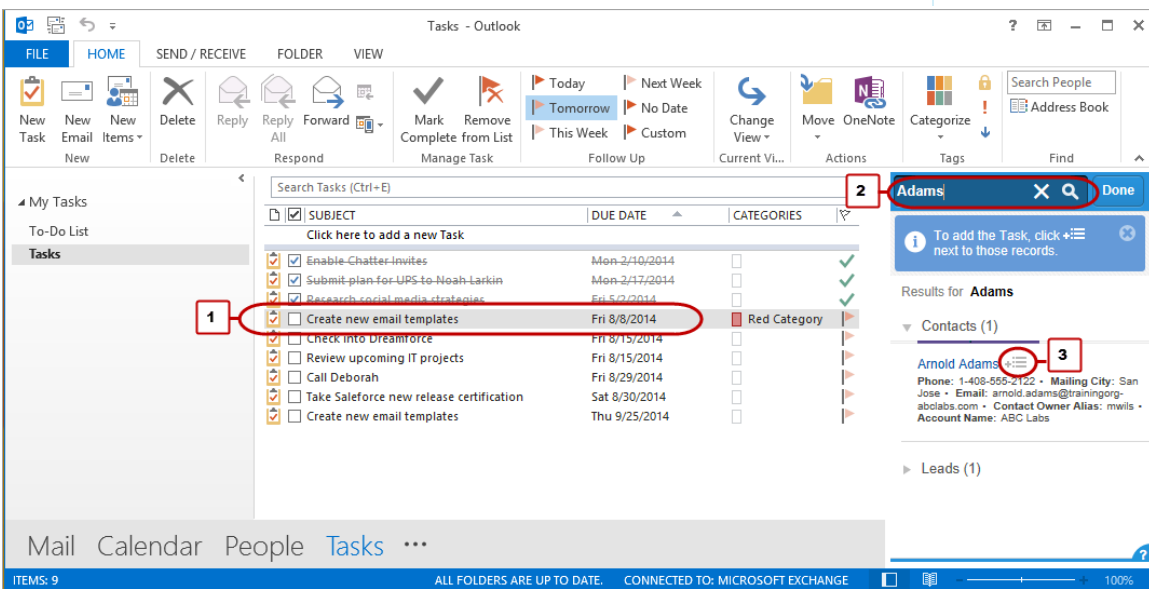 Tasks - Outlook
?
FILE HOME SEND / RECEIVE FOLDER VIEW
New Task
New Email
New Items
New
Delete
Delete
Reply
Reply All
Forward
Respond
Mark Complete
Remove from List
Manage Task
Today
Tomorrow
This Week
Next Week
No Date
Custom
Follow Up
Change View
Current Vi...
Move
OneNote
Actions
Categorize
Tags
Search People
Address Book
Find
My Tasks
To-Do List
Tasks
Search Tasks (Ctrl+E)
SUBJECT DUE DATE CATEGORIES
Click here to add a new Task
Enable Chatter Invites Mon 2/10/2014
Submit plan for UPS to Noah Larkin Mon 2/17/2014
Research social media strategies Fri 5/2/2014
1
Create new email templates Fri 8/8/2014 Red Category
Check into Dreamforce Fri 8/15/2014
Review upcoming IT projects Fri 8/15/2014
Call Deborah Fri 8/29/2014
Take Saleforce new release certification Sat 8/30/2014
Create new email templates Thu 9/25/2014
2
Adams
Done
To add the Task, click +
next to those records.
Results for Adams
Contacts (1)
3
Arnold Adams
Phone: 1-408-555-2122 • Mailing City: San
Jose • Email: arnold.adams@trainingorg-
abclabs.com • Contact Owner Alias: mwils •
Account Name: ABC Labs
Leads (1)
Mail Calendar People Tasks ...
?
ITEMS: 9 ALL FOLDERS ARE UP TO DATE. CONNECTED TO: MICROSOFT EXCHANGE 100%